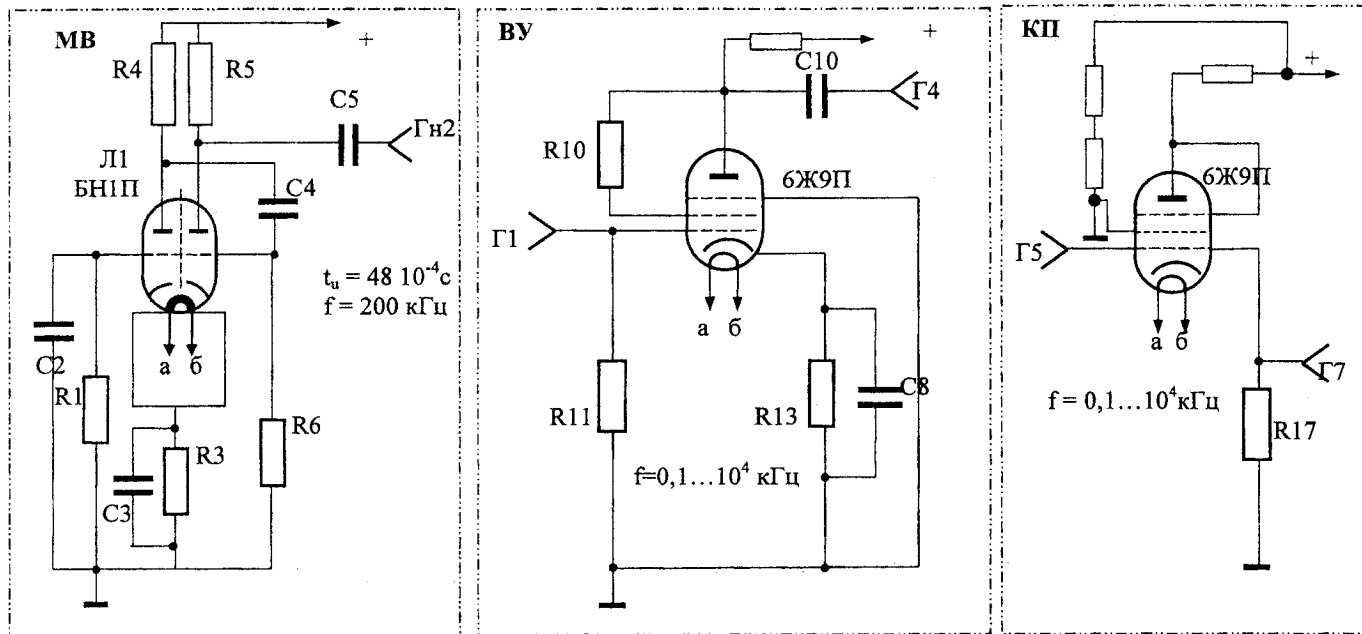 МВ
+
R4
R5
C5
Гн2
Л1
БН1П
C4
tᵤ = 48 10⁻⁴с
f = 200 кГц
C2
а
б
R1
R6
R3
C3
ВУ
+
C10
Г4
R10
6Ж9П
Г1
а
б
C8
R11
R13
f=0,1…10⁴ кГц
КП
+
6Ж9П
Г5
а
б
Г7
f = 0,1…10⁴кГц
R17